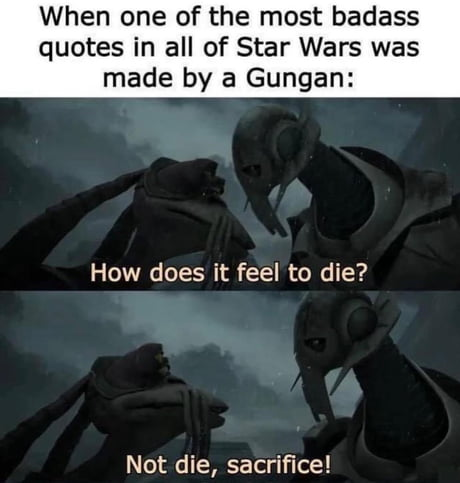 When one of the most badass
quotes in all of Star Wars was
made by a Gungan:
How does it feel to die?
Not die, sacrifice!